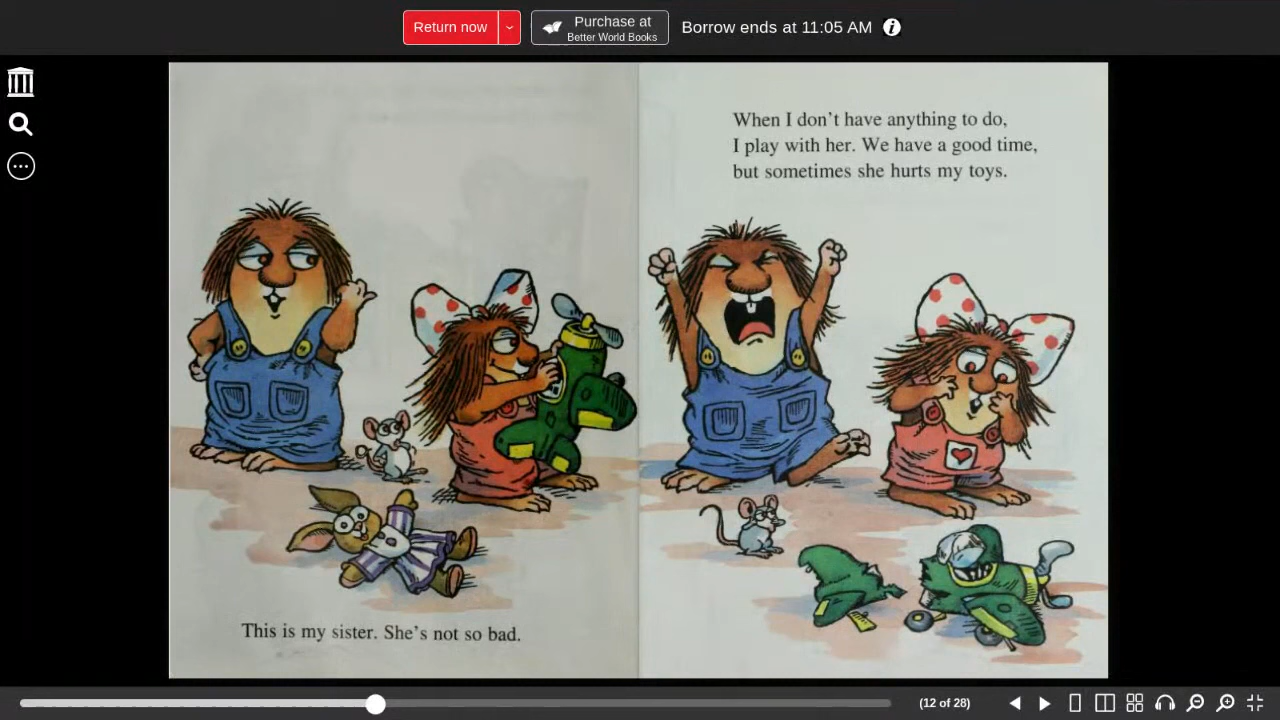 Return now
Purchase at
Better World Books
Borrow ends at 11:05 AM
This is my sister. She's not so bad.
When I don't have anything to do,
I play with her. We have a good time,
but sometimes she hurts my toys.
(12 of 28)